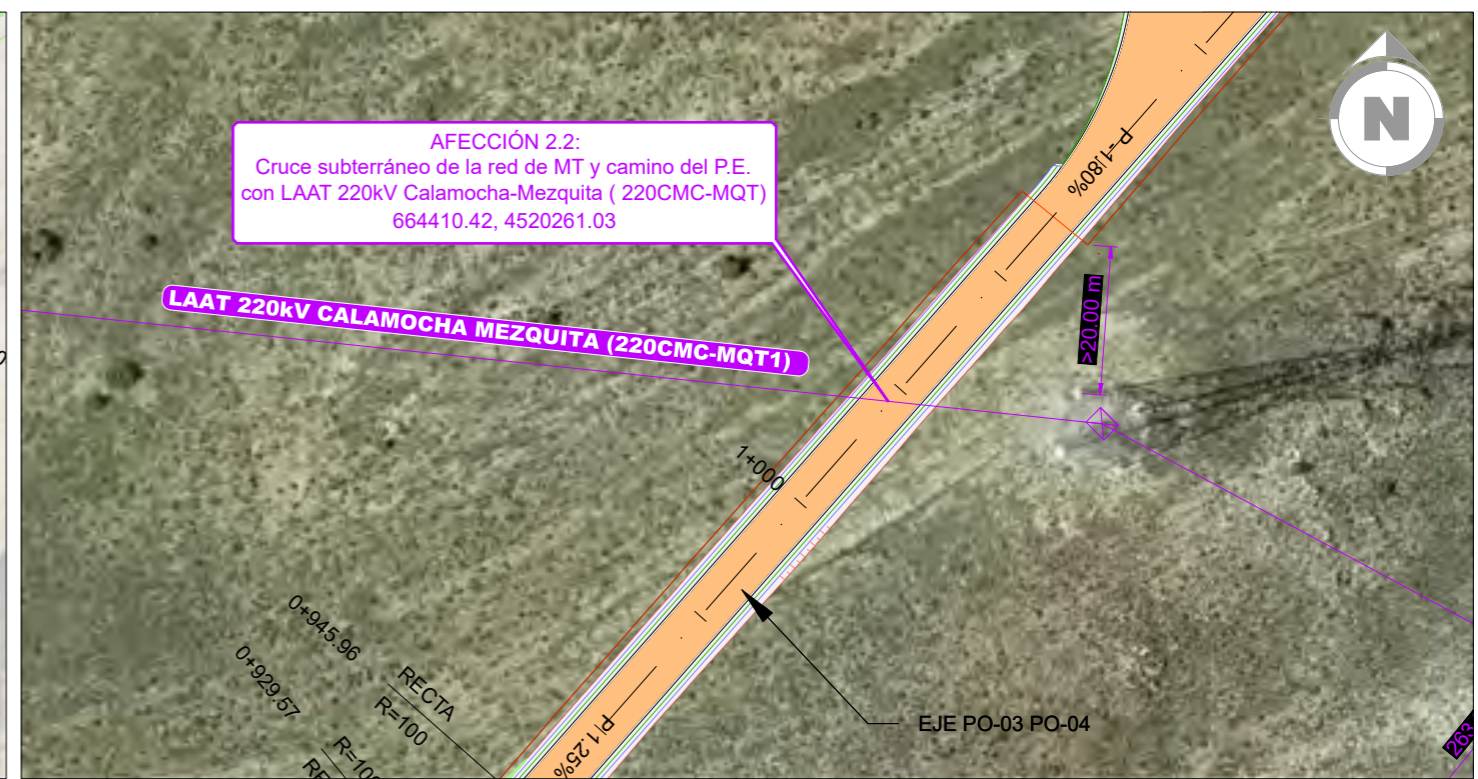 AFECCIÓN 2.2:
Cruce subterráneo de la red de MT y camino del P.E.
con LAAT 220kV Calamocha-Mezquita ( 220CMC-MQT)
664410.42, 4520261.03
N
P -1.80%
LAAT 220kV CALAMOCHA MEZQUITA (220CMC-MQT1)
>20.00 m
1+000
0+945.96
RECTA
0+929.57
R=100
EJE PO-03 PO-04
P 1.25%